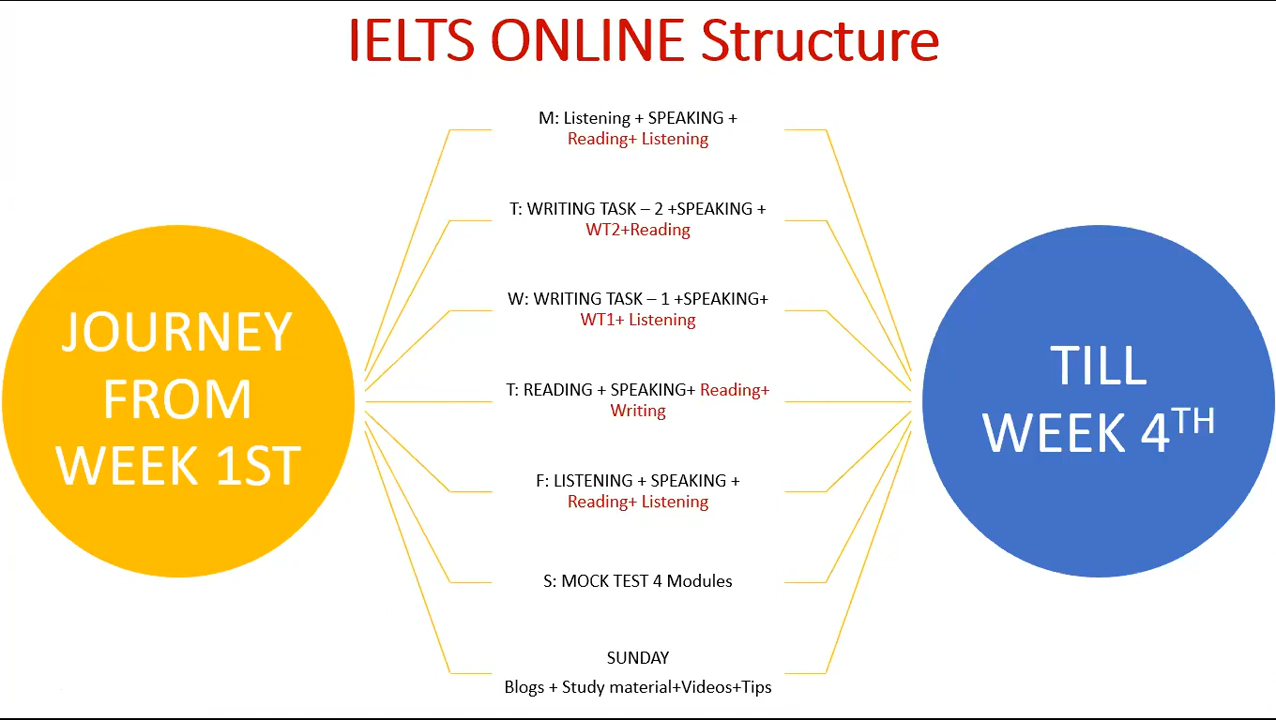 IELTS ONLINE Structure
JOURNEY
FROM
WEEK 1ST
M: Listening + SPEAKING +
Reading+ Listening
T: WRITING TASK – 2 +SPEAKING +
WT2+Reading
W: WRITING TASK – 1 +SPEAKING+
WT1+ Listening
T: READING + SPEAKING+ Reading+
Writing
F: LISTENING + SPEAKING +
Reading+ Listening
S: MOCK TEST 4 Modules
SUNDAY
Blogs + Study material+Videos+Tips
TILL
WEEK 4TH